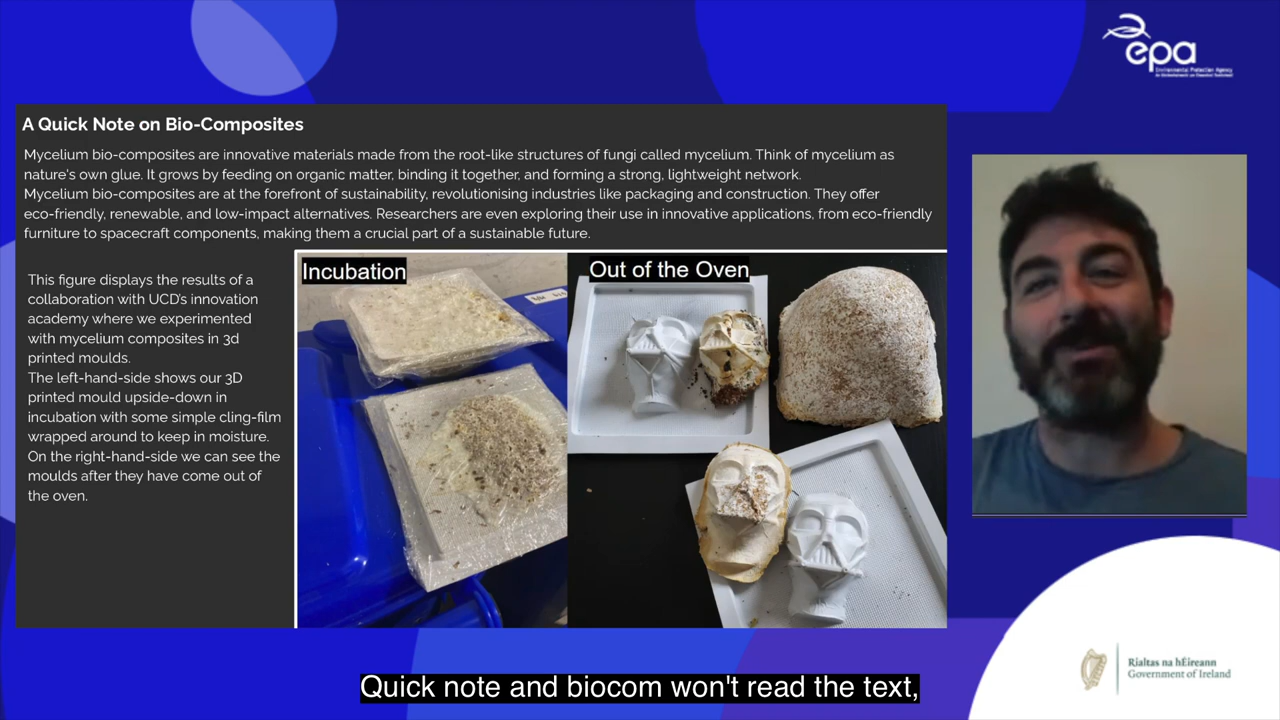 epa
Environmental Protection Agency
A Quick Note on Bio-Composites
Mycelium bio-composites are innovative materials made from the root-like structures of fungi called mycelium. Think of mycelium as
nature's own glue. It grows by feeding on organic matter, binding it together, and forming a strong, lightweight network.
Mycelium bio-composites are at the forefront of sustainability, revolutionising industries like packaging and construction. They offer
eco-friendly, renewable, and low-impact alternatives. Researchers are even exploring their use in innovative applications, from eco-friendly
furniture to spacecraft components, making them a crucial part of a sustainable future.
This figure displays the results of a
collaboration with UCD's innovation
academy where we experimented
with mycelium composites in 3d
printed moulds.
The left-hand-side shows our 3D
printed mould upside-down in
incubation with some simple cling-film
wrapped around to keep in moisture.
On the right-hand-side we can see the
moulds after they have come out of
the oven.
Incubation
Out of the Oven
Rialtas na hÉireann
Government of Ireland
Quick note and biocom won't read the text,